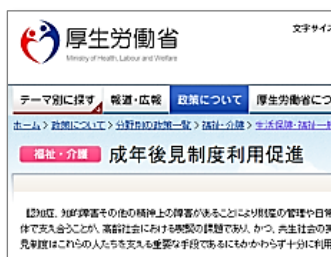 文字サイズ
厚生労働省
Ministry of Health, Labour and Welfare
テーマ別に探す 報道・広報 政策について 厚生労働省につ
ホーム > 政策について > 分野別の政策一覧 > 福祉・介護 > 生活保護・福祉一
福祉・介護 成年後見制度利用促進
認知症、知的障害その他の精神上の障害があることにより財産の管理や日常
体で支え合うことが、高齢社会における喫緊の課題であり、かつ、共生社会の実
見制度はこれらの人たちを支える重要な手段であるにもかかわらず十分に利用